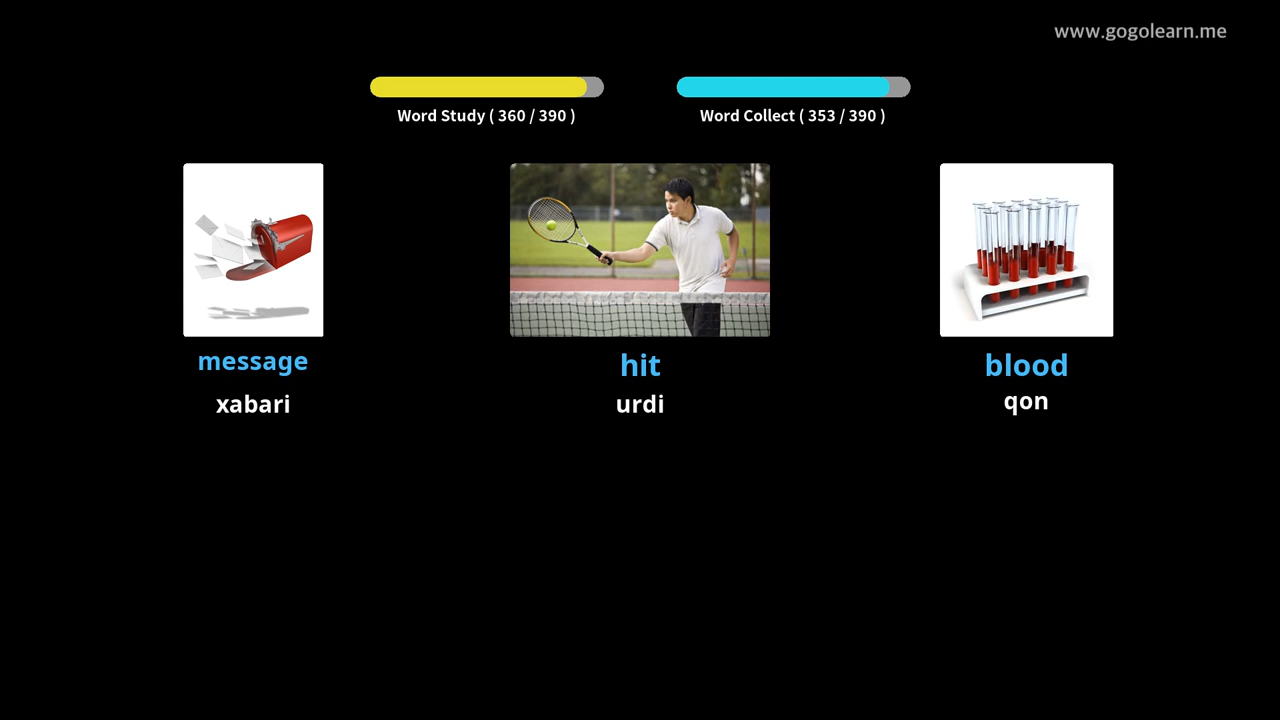 www.gogolearn.me
Word Study ( 360 / 390 )
Word Collect ( 353 / 390 )
message
hit
blood
xabari
urdi
qon